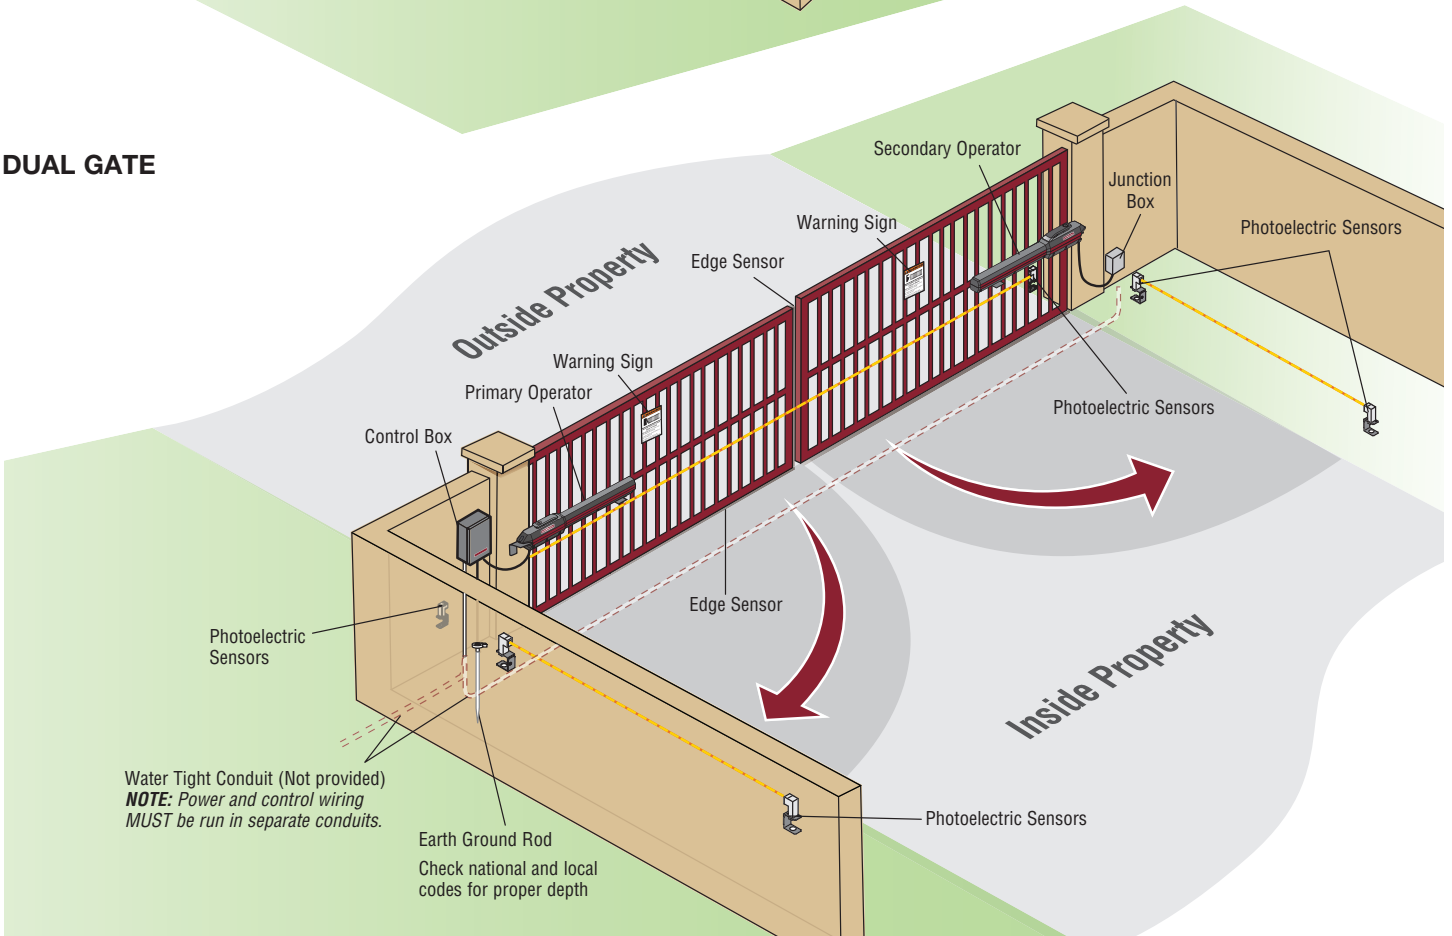 DUAL GATE
Secondary Operator
Junction
Box
Warning Sign
Photoelectric Sensors
Edge Sensor
Outside Property
Warning Sign
Primary Operator
Photoelectric Sensors
Control Box
Edge Sensor
Photoelectric
Sensors
Inside Property
Water Tight Conduit (Not provided)
NOTE: Power and control wiring
MUST be run in separate conduits.
Photoelectric Sensors
Earth Ground Rod
Check national and local
codes for proper depth